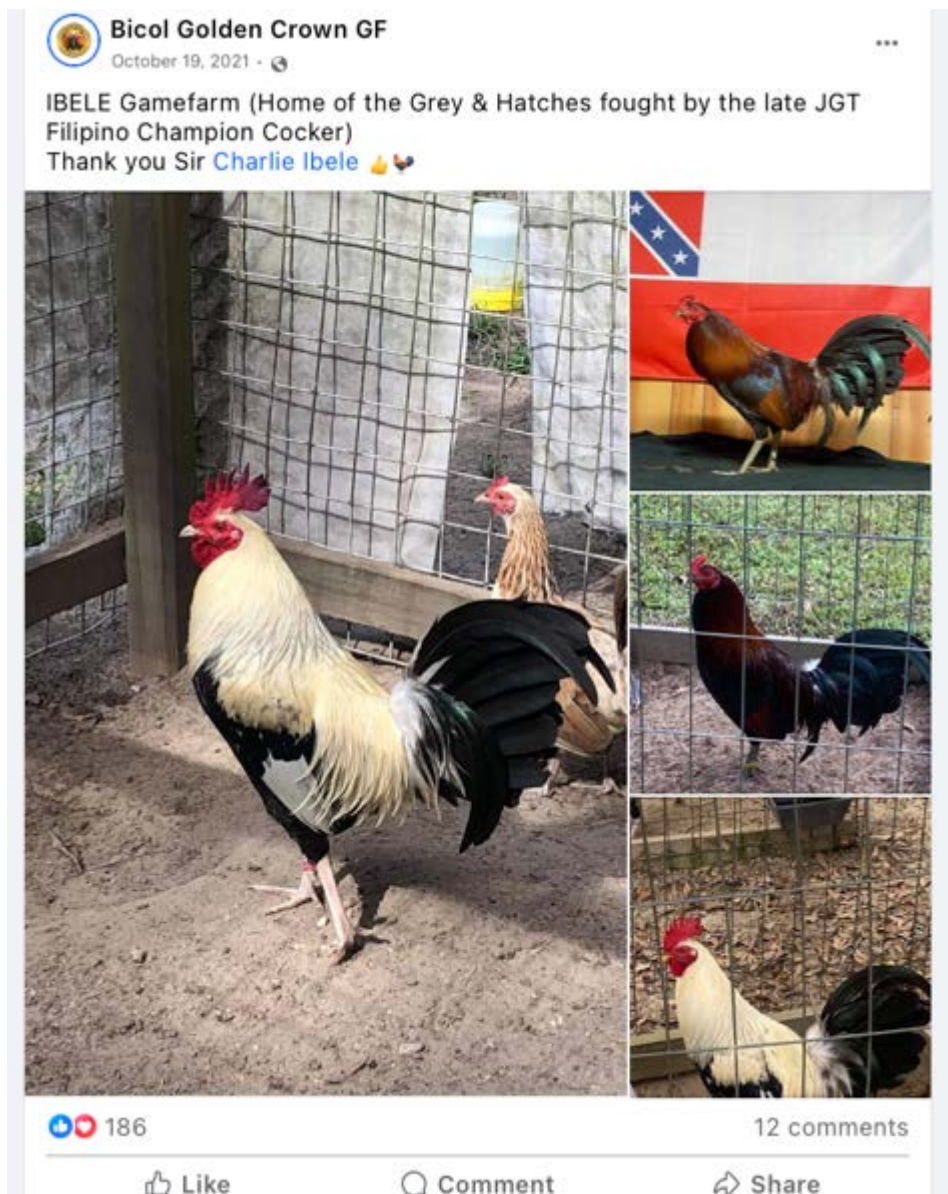 Bicol Golden Crown GF
October 19, 2021 ·
IBELE Gamefarm (Home of the Grey & Hatches fought by the late JGT
Filipino Champion Cocker)
Thank you Sir Charlie Ibele 👍🐓
186
12 comments
Like
Comment
Share